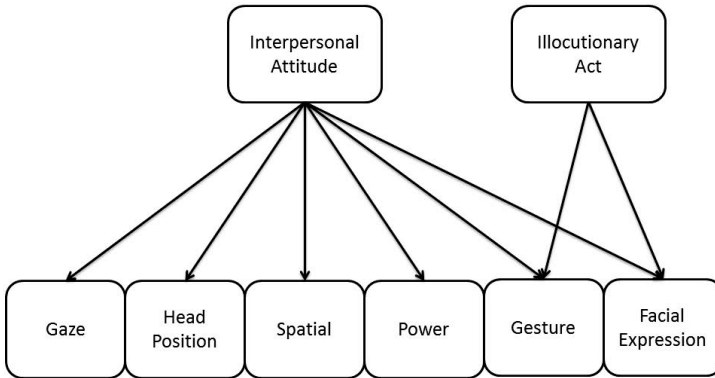 Interpersonal
Attitude
Illocutionary
Act
Gaze
Head
Position
Spatial
Power
Gesture
Facial
Expression